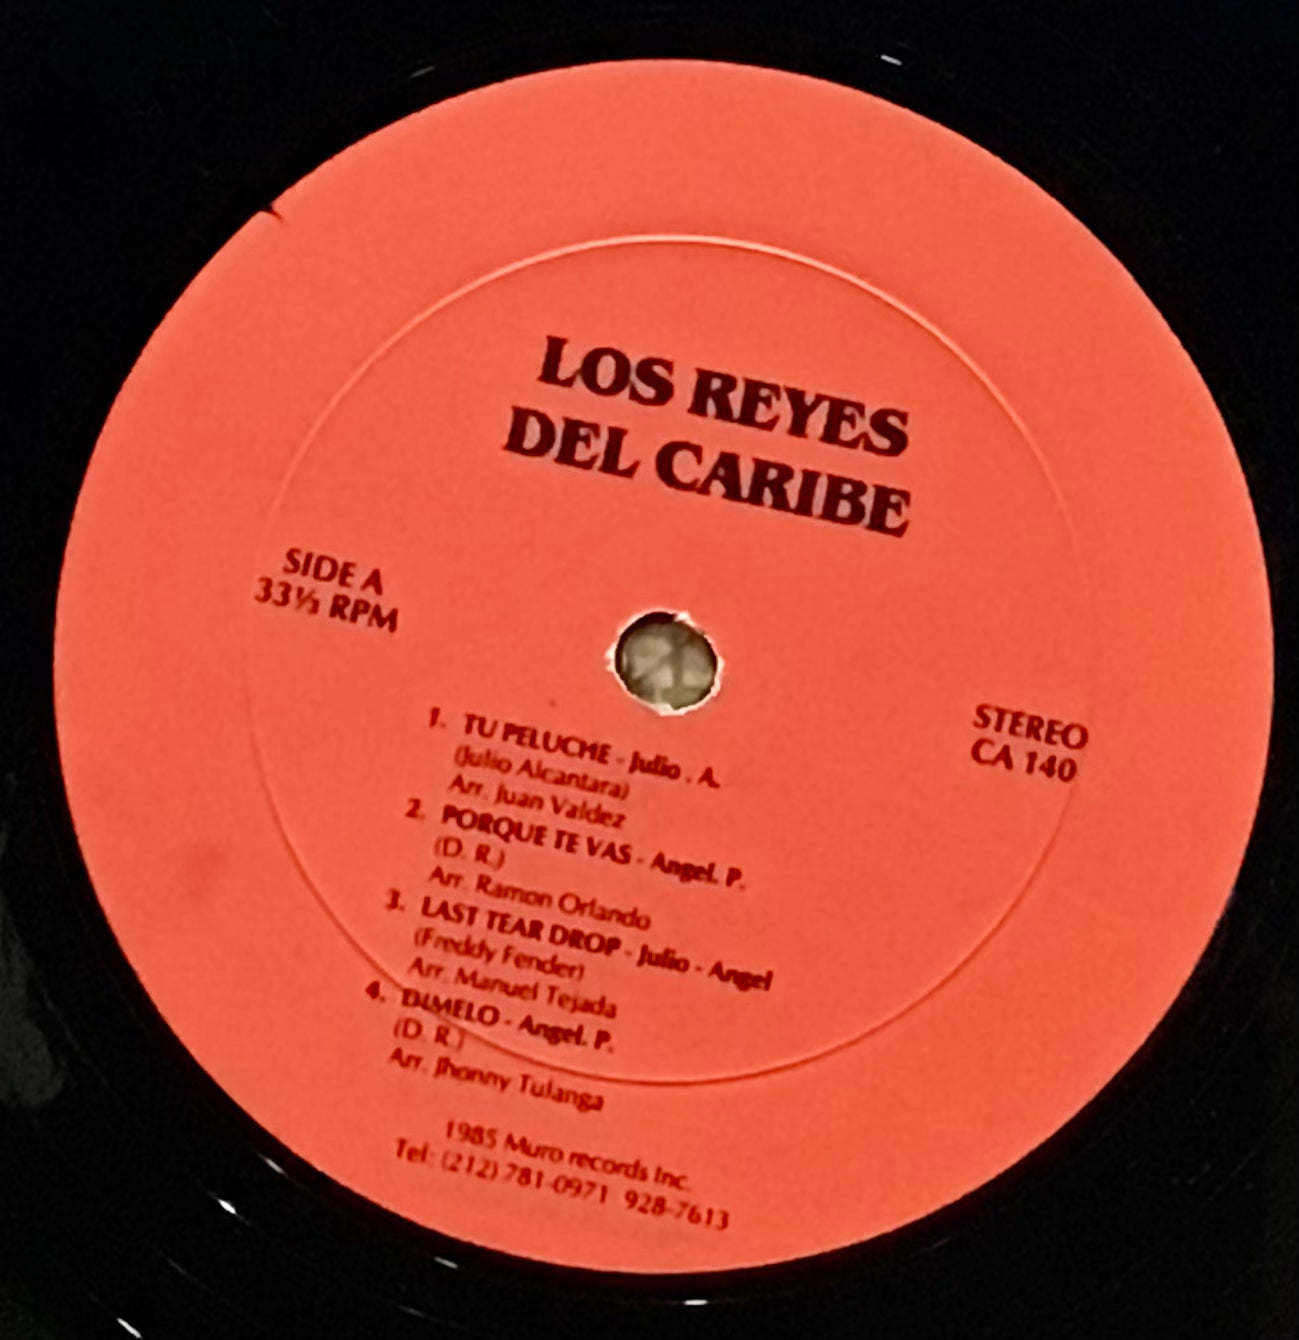 LOS REYES
DEL CARIBE
SIDE A
33⅓ RPM
STEREO
CA 140
1. TU PELUCHE - Julio . A.
(Julio Alcantara)
Arr. Juan Valdez
2. PORQUE TE VAS - Angel. P.
(D. R.)
Arr. Ramon Orlando
3. LAST TEAR DROP - Julio - Angel
(Freddy Fender)
Arr. Manuel Tejada
4. DIMELO - Angel. P.
(D. R.)
Arr. Jhonny Tulanga
1985 Muro records Inc.
Tel: (212) 781-0971 928-7613